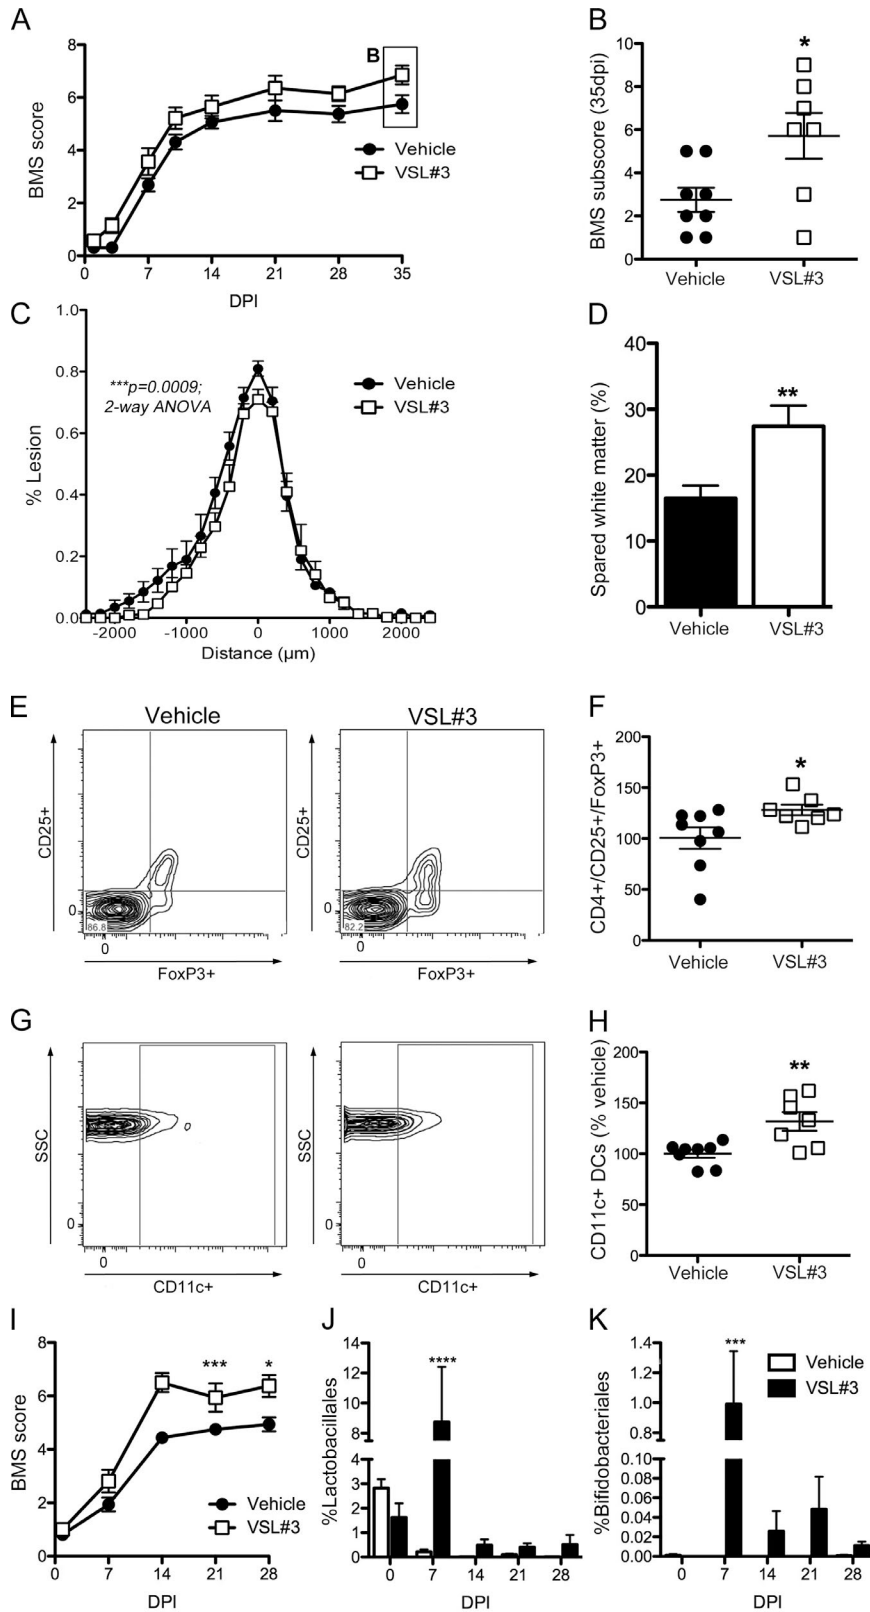 A
BMS score
8
6
4
2
0
0 7 14 21 28 35
DPI
B
Vehicle
VSL#3
B
BMS subscore (35dpi)
10
8
6
4
2
0
*
Vehicle VSL#3
C
% Lesion
1.0
0.8
0.6
0.4
0.2
0.0
-2000 -1000 0 1000 2000
Distance (µm)
***p=0.0009;
2-way ANOVA
Vehicle
VSL#3
D
Spared white matter (%)
40
30
20
10
0
**
Vehicle VSL#3
E
Vehicle VSL#3
CD25+
0
86.8
0
FoxP3+
CD25+
0
82.2
0
FoxP3+
F
CD4+/CD25+/FoxP3+
200
150
100
50
0
*
Vehicle VSL#3
G
SSC
0
0
CD11c+
SSC
0
0
CD11c+
H
CD11c+ DCs (% vehicle)
200
150
100
50
0
**
Vehicle VSL#3
I
BMS score
8
6
4
2
0
0 7 14 21 28
DPI
*** *
Vehicle
VSL#3
J
%Lactobacillales
14
12
10
8
4
3
2
1
0
****
0 7 14 21 28
DPI
K
%Bifidobacteriales
1.4
1.2
1.0
0.8
0.10
0.08
0.06
0.04
0.02
0.00
***
0 7 14 21 28
DPI
Vehicle
VSL#3